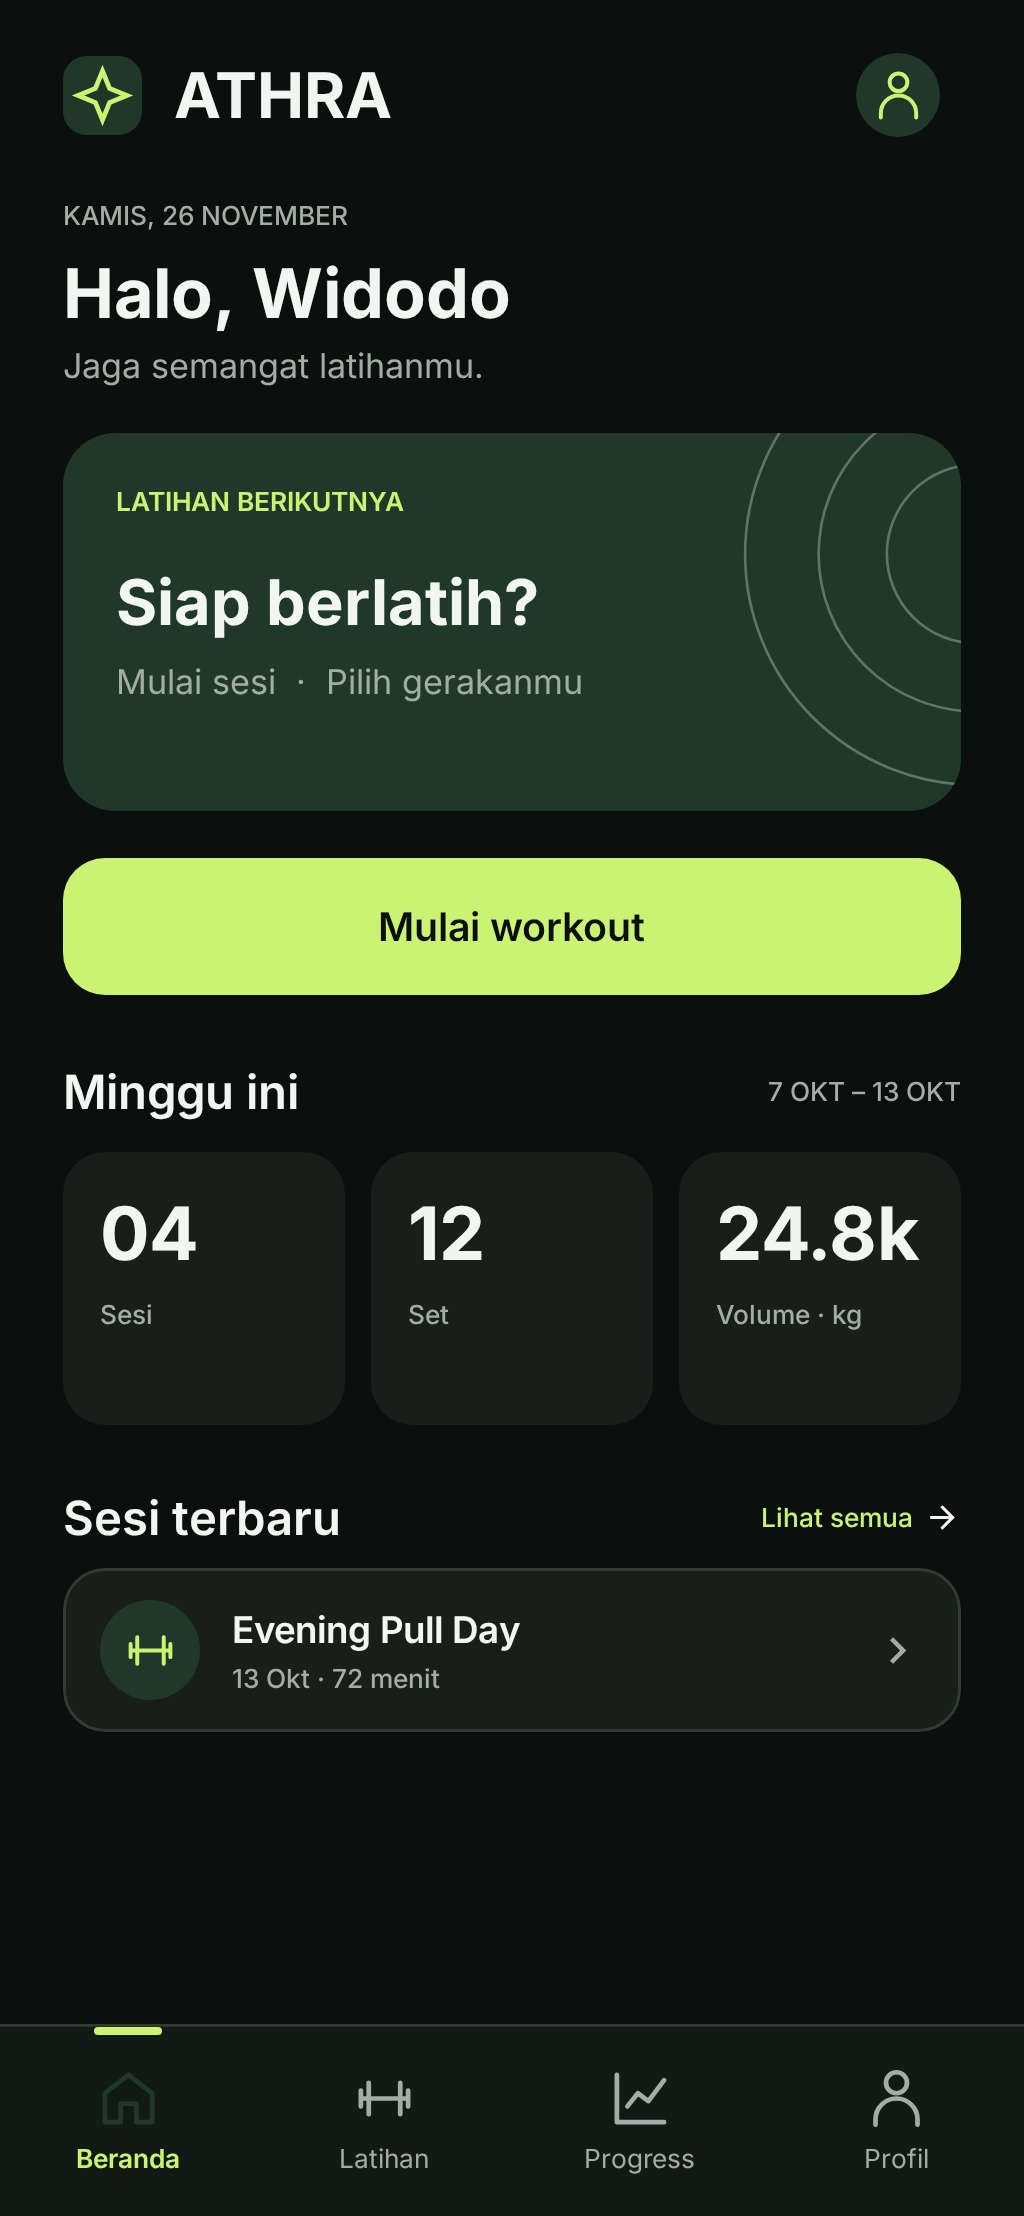 ATHRA
KAMIS, 26 NOVEMBER
Halo, Widodo
Jaga semangat latihanmu.
LATIHAN BERIKUTNYA
Siap berlatih?
Mulai sesi · Pilih gerakanmu
Mulai workout
Minggu ini
7 OKT – 13 OKT
04
Sesi
12
Set
24.8k
Volume · kg
Sesi terbaru
Lihat semua →
Evening Pull Day
13 Okt · 72 menit
Beranda
Latihan
Progress
Profil